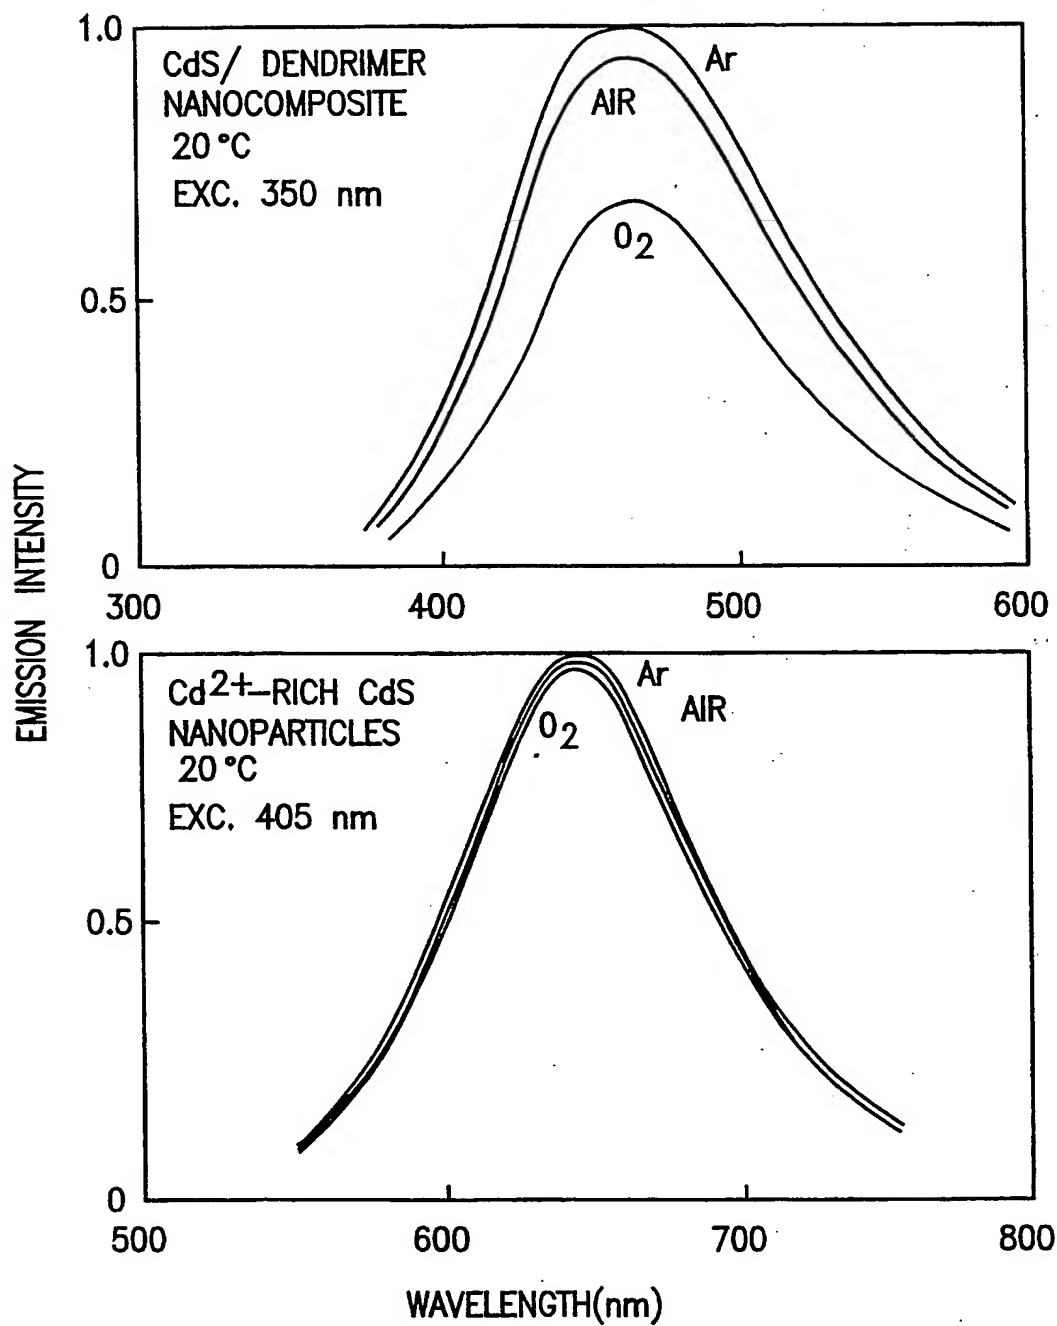 EMISSION INTENSITY
1.0
CdS/ DENDRIMER
NANOCOMPOSITE
20°C
EXC. 350 nm
Ar
AIR
O2
0.5
0
300 400 500 600
1.0
Cd2+-RICH CdS
NANOPARTICLES
20°C
EXC. 405 nm
Ar
AIR
O2
0.5
0
500 600 700 800
WAVELENGTH(nm)